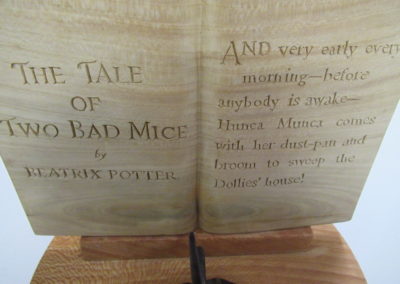 THE TALE
OF
TWO BAD MICE
by
BEATRIX POTTER
AND very early every
morning—before
anybody is awake—
Hunca Munca comes
with her dust-pan and
broom to sweep the
Dollies' house!